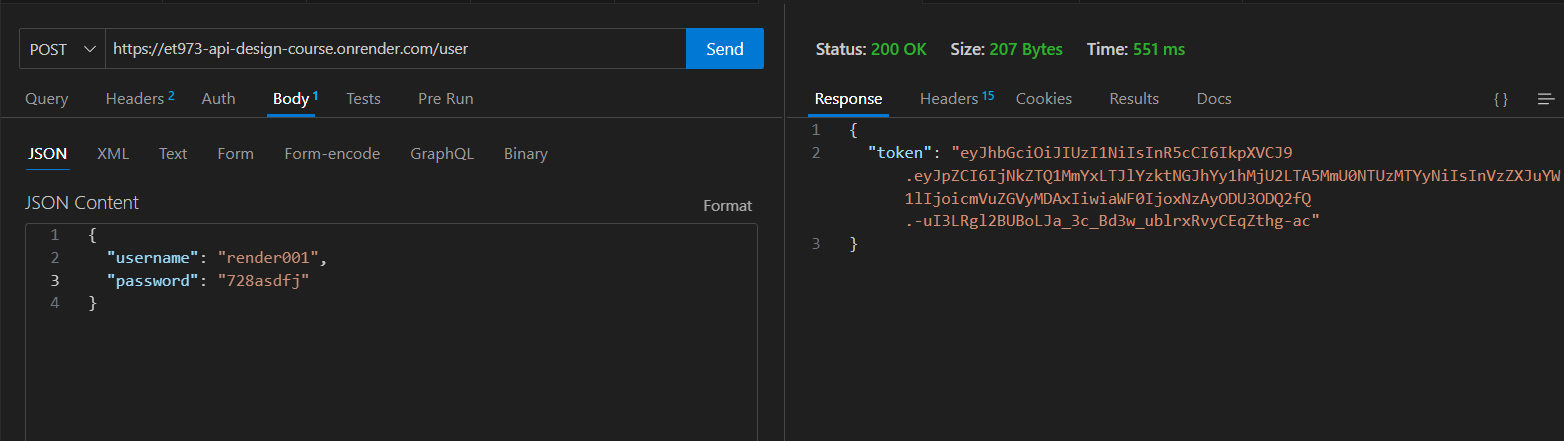 POST https://et973-api-design-course.onrender.com/user Send
Query Headers 2 Auth Body 1 Tests Pre Run
JSON XML Text Form Form-encode GraphQL Binary
JSON Content Format
1 {
2 "username": "render001",
3 "password": "728asdfj"
4 }
Status: 200 OK Size: 207 Bytes Time: 551 ms
Response Headers 15 Cookies Results Docs { }
1 {
2 "token": "eyJhbGciOiJIUzI1NiIsInR5cCI6IkpXVCJ9
.eyJpZCI6IjNkZTQ1MmYxLTJlYzktNGJhYy1hMjU2LTA5MmU0NTUzMTYyNiIsInVzZXJuYW
1lIjoicmVuZGVyMDAxIiwiaWF0IjoxNzAyODU3ODQ2fQ
.-uI3LRgl2BUBoLJa_3c_Bd3w_ublrxRvyCEqZthg-ac"
3 }